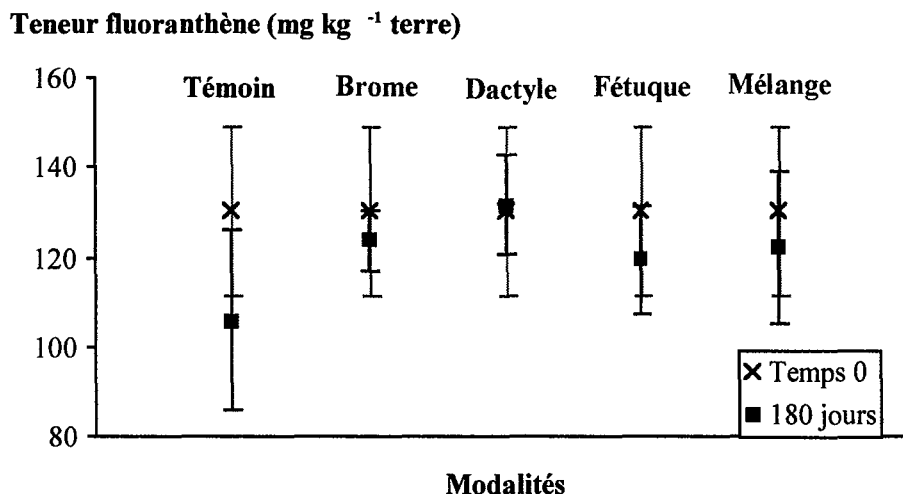 Teneur fluoranthène (mg kg ⁻¹ terre)
160
140
120
100
80
Témoin Brome Dactyle Fétuque Mélange
Temps 0
180 jours
Modalités